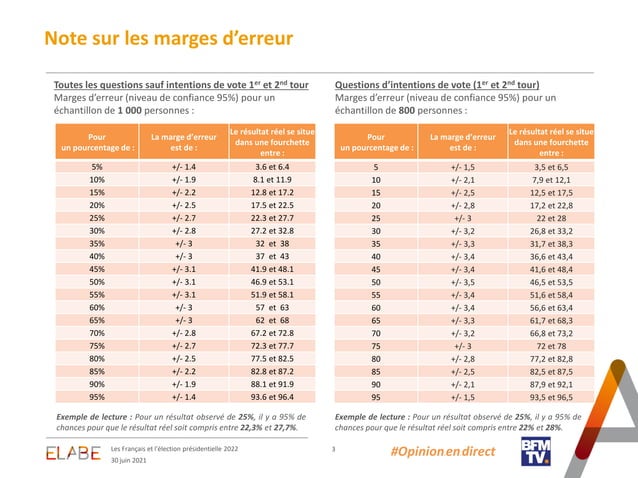 Note sur les marges d’erreur
Toutes les questions sauf intentions de vote 1er et 2nd tour
Marges d’erreur (niveau de confiance 95%) pour un
échantillon de 1 000 personnes :
Pour
un pourcentage de :
La marge d’erreur
est de :
Le résultat réel se situe
dans une fourchette
entre :
5% +/- 1.4 3.6 et 6.4
10% +/- 1.9 8.1 et 11.9
15% +/- 2.2 12.8 et 17.2
20% +/- 2.5 17.5 et 22.5
25% +/- 2.7 22.3 et 27.7
30% +/- 2.8 27.2 et 32.8
35% +/- 3 32 et 38
40% +/- 3 37 et 43
45% +/- 3.1 41.9 et 48.1
50% +/- 3.1 46.9 et 53.1
55% +/- 3.1 51.9 et 58.1
60% +/- 3 57 et 63
65% +/- 3 62 et 68
70% +/- 2.8 67.2 et 72.8
75% +/- 2.7 72.3 et 77.7
80% +/- 2.5 77.5 et 82.5
85% +/- 2.2 82.8 et 87.2
90% +/- 1.9 88.1 et 91.9
95% +/- 1.4 93.6 et 96.4
Exemple de lecture : Pour un résultat observé de 25%, il y a 95% de
chances pour que le résultat réel soit compris entre 22,3% et 27,7%.
Questions d’intentions de vote (1er et 2nd tour)
Marges d’erreur (niveau de confiance 95%) pour un
échantillon de 800 personnes :
Pour
un pourcentage de :
La marge d’erreur
est de :
Le résultat réel se situe
dans une fourchette
entre :
5 +/- 1,5 3,5 et 6,5
10 +/- 2,1 7,9 et 12,1
15 +/- 2,5 12,5 et 17,5
20 +/- 2,8 17,2 et 22,8
25 +/- 3 22 et 28
30 +/- 3,2 26,8 et 33,2
35 +/- 3,3 31,7 et 38,3
40 +/- 3,4 36,6 et 43,4
45 +/- 3,4 41,6 et 48,4
50 +/- 3,5 46,5 et 53,5
55 +/- 3,4 51,6 et 58,4
60 +/- 3,4 56,6 et 63,4
65 +/- 3,3 61,7 et 68,3
70 +/- 3,2 66,8 et 73,2
75 +/- 3 72 et 78
80 +/- 2,8 77,2 et 82,8
85 +/- 2,5 82,5 et 87,5
90 +/- 2,1 87,9 et 92,1
95 +/- 1,5 93,5 et 96,5
Exemple de lecture : Pour un résultat observé de 25%, il y a 95% de
chances pour que le résultat réel soit compris entre 22% et 28%.
ELABE
Les Français et l’élection présidentielle 2022
30 juin 2021
3
#Opinionendirect
BFM
TV.